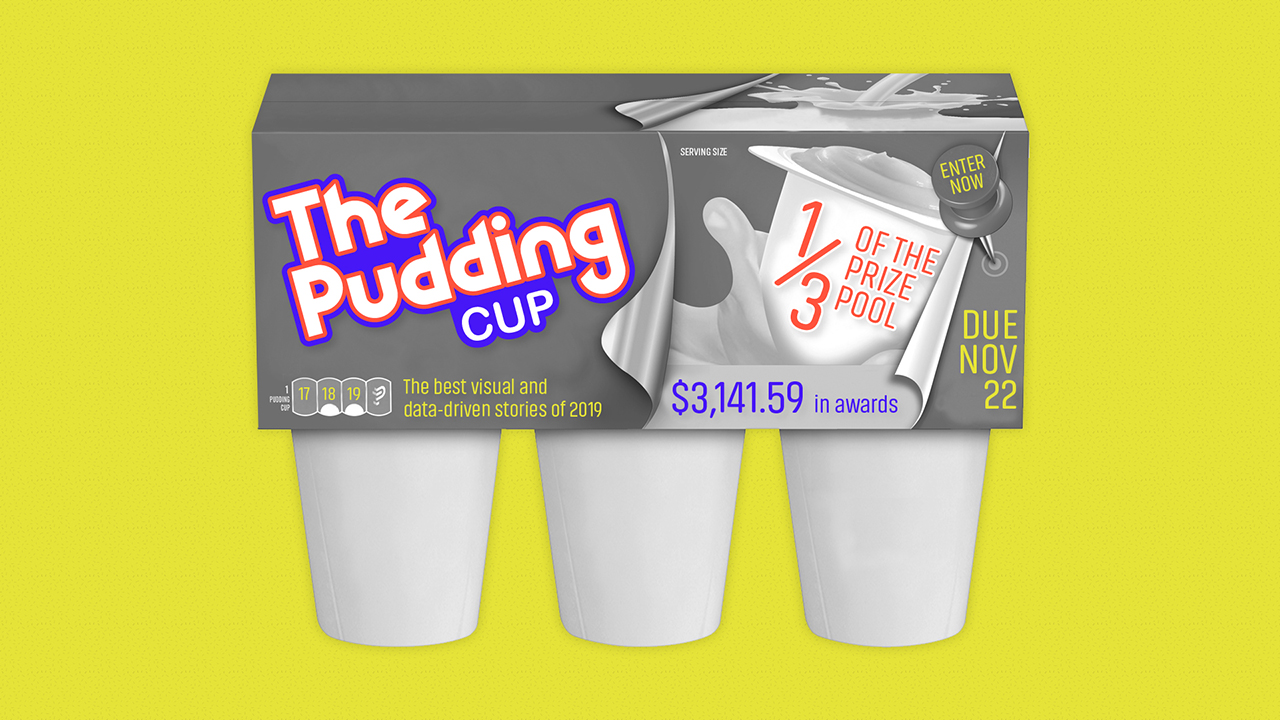 The
Pudding
CUP
1
PUDDING
CUP
17 18 19
The best visual and
data-driven stories of 2019
SERVING SIZE
1/3
OF THE
PRIZE
POOL
$3,141.59 in awards
ENTER
NOW
DUE
NOV
22